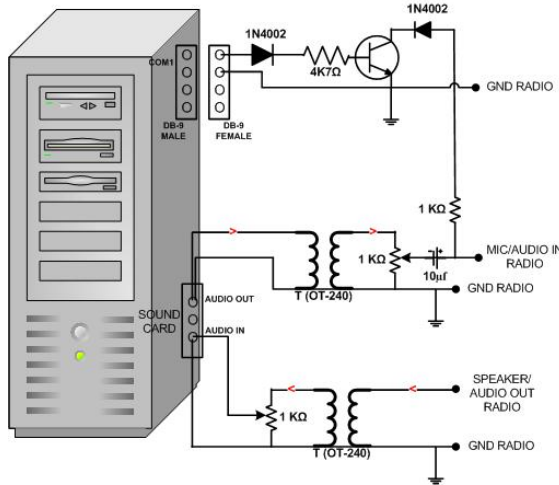 1N4002
1N4002
COM1
4K7Ω
GND RADIO
DB-9
MALE
DB-9
FEMALE
1 KΩ
1 KΩ
10µf
MIC/AUDIO IN
RADIO
T (OT-240)
GND RADIO
AUDIO OUT
SOUND
CARD
AUDIO IN
SPEAKER/
AUDIO OUT
RADIO
1 KΩ
T (OT-240)
GND RADIO